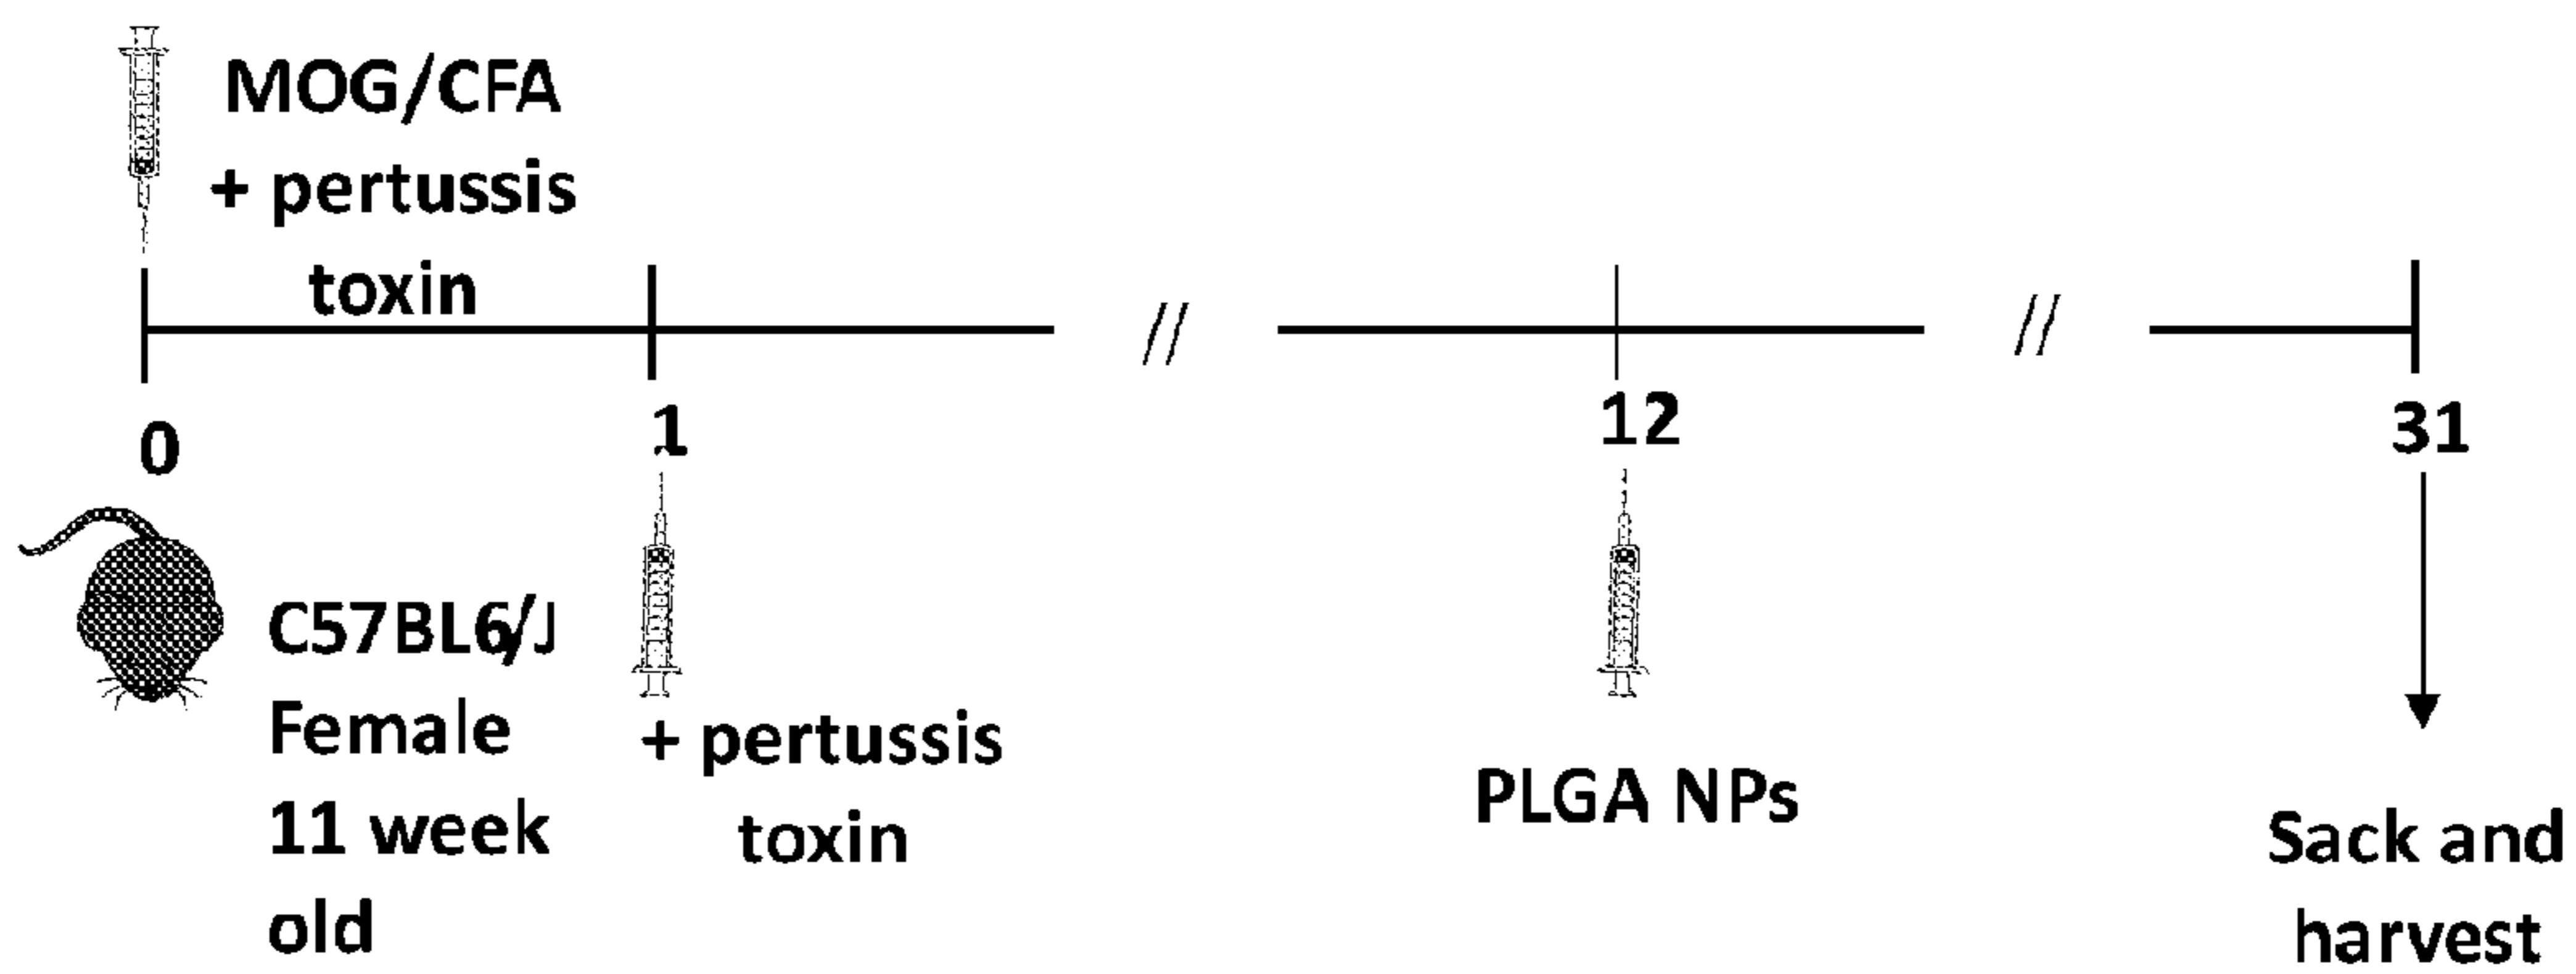 MOG/CFA
+ pertussis
toxin
0
1
12
31
C57BL6/J
Female
11 week
old
+ pertussis
toxin
PLGA NPs
Sack and
harvest